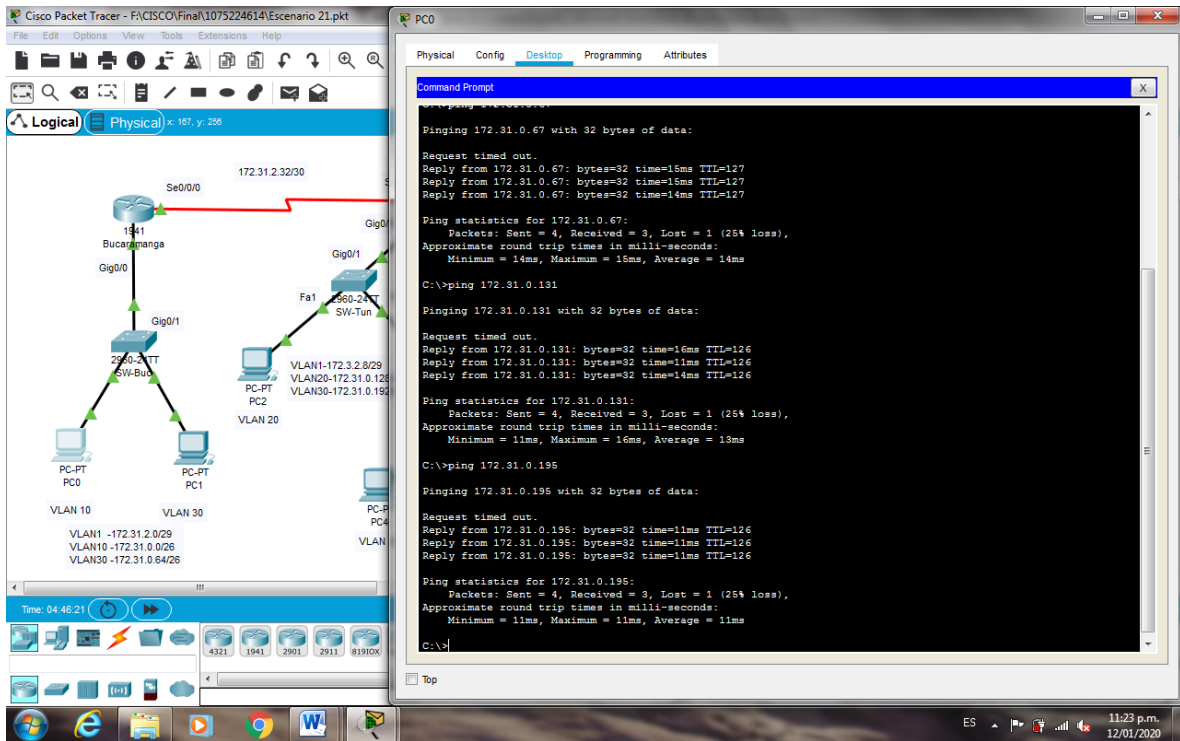 Cisco Packet Tracer - F:\CISCO\Final\1075224614\Escenario 21.pkt
File Edit Options View Tools Extensions Help
Logical Physical x: 167, y: 256
172.31.2.32/30
Se0/0/0
1941
Bucaramanga
Gig0/0
Gig0/1
2960-24TT
SW-Buc
PC-PT
PC0
PC-PT
PC1
VLAN 10
VLAN 30
VLAN1 -172.31.2.0/29
VLAN10 -172.31.0.0/26
VLAN30 -172.31.0.64/26
Gig0/
Gig0/1
Fa1
2960-24TT
SW-Tun
PC-PT
PC2
VLAN 20
VLAN1-172.3.2.8/29
VLAN20-172.31.0.128
VLAN30-172.31.0.192
PC-P
PC4
VLAN
Time: 04:46:21
4321 1941 2901 2911 819IOX
PC0
Physical Config Desktop Programming Attributes
Command Prompt
X
Pinging 172.31.0.67 with 32 bytes of data:
Request timed out.
Reply from 172.31.0.67: bytes=32 time=15ms TTL=127
Reply from 172.31.0.67: bytes=32 time=15ms TTL=127
Reply from 172.31.0.67: bytes=32 time=14ms TTL=127
Ping statistics for 172.31.0.67:
Packets: Sent = 4, Received = 3, Lost = 1 (25% loss),
Approximate round trip times in milli-seconds:
Minimum = 14ms, Maximum = 15ms, Average = 14ms
C:\>ping 172.31.0.131
Pinging 172.31.0.131 with 32 bytes of data:
Request timed out.
Reply from 172.31.0.131: bytes=32 time=16ms TTL=126
Reply from 172.31.0.131: bytes=32 time=11ms TTL=126
Reply from 172.31.0.131: bytes=32 time=14ms TTL=126
Ping statistics for 172.31.0.131:
Packets: Sent = 4, Received = 3, Lost = 1 (25% loss),
Approximate round trip times in milli-seconds:
Minimum = 11ms, Maximum = 16ms, Average = 13ms
C:\>ping 172.31.0.195
Pinging 172.31.0.195 with 32 bytes of data:
Request timed out.
Reply from 172.31.0.195: bytes=32 time=11ms TTL=126
Reply from 172.31.0.195: bytes=32 time=11ms TTL=126
Reply from 172.31.0.195: bytes=32 time=11ms TTL=126
Ping statistics for 172.31.0.195:
Packets: Sent = 4, Received = 3, Lost = 1 (25% loss),
Approximate round trip times in milli-seconds:
Minimum = 11ms, Maximum = 11ms, Average = 11ms
C:\>
Top
ES
11:23 p.m.
12/01/2020